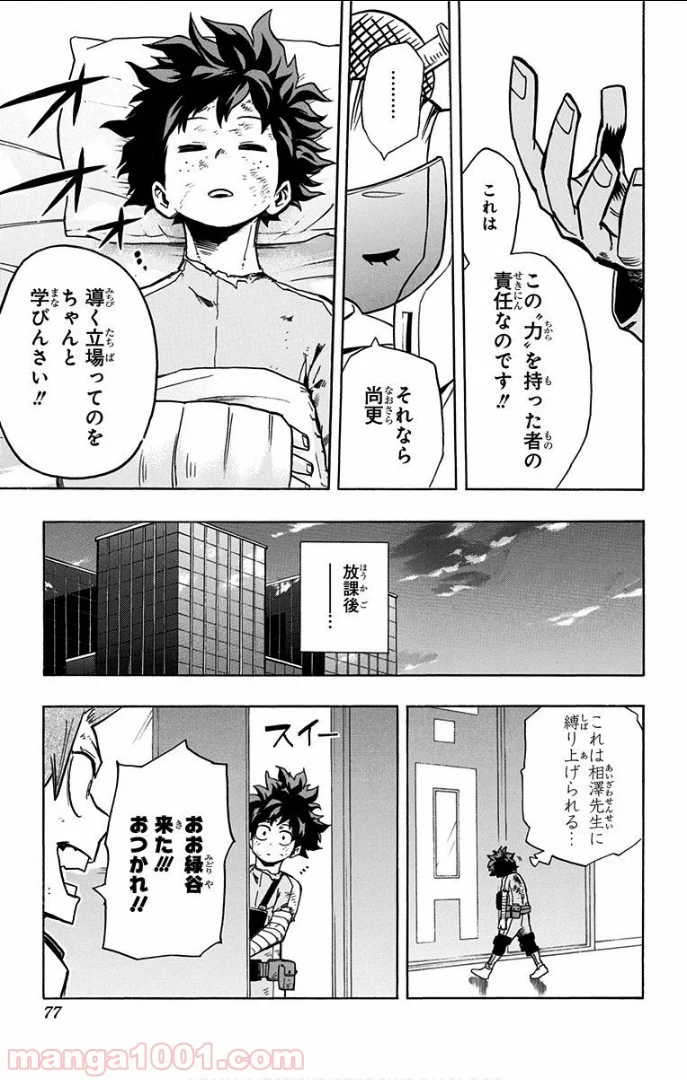 これは
この〝力〟を持った者の
責任なのです!!
………
それなら
尚更
導く立場ってのを
ちゃんと
学びんさい!!
放課後
――…
これは相澤先生に
縛り上げられる…
スイー
おお緑谷
来た!!!
おつかれ!!
77
manga1001.com